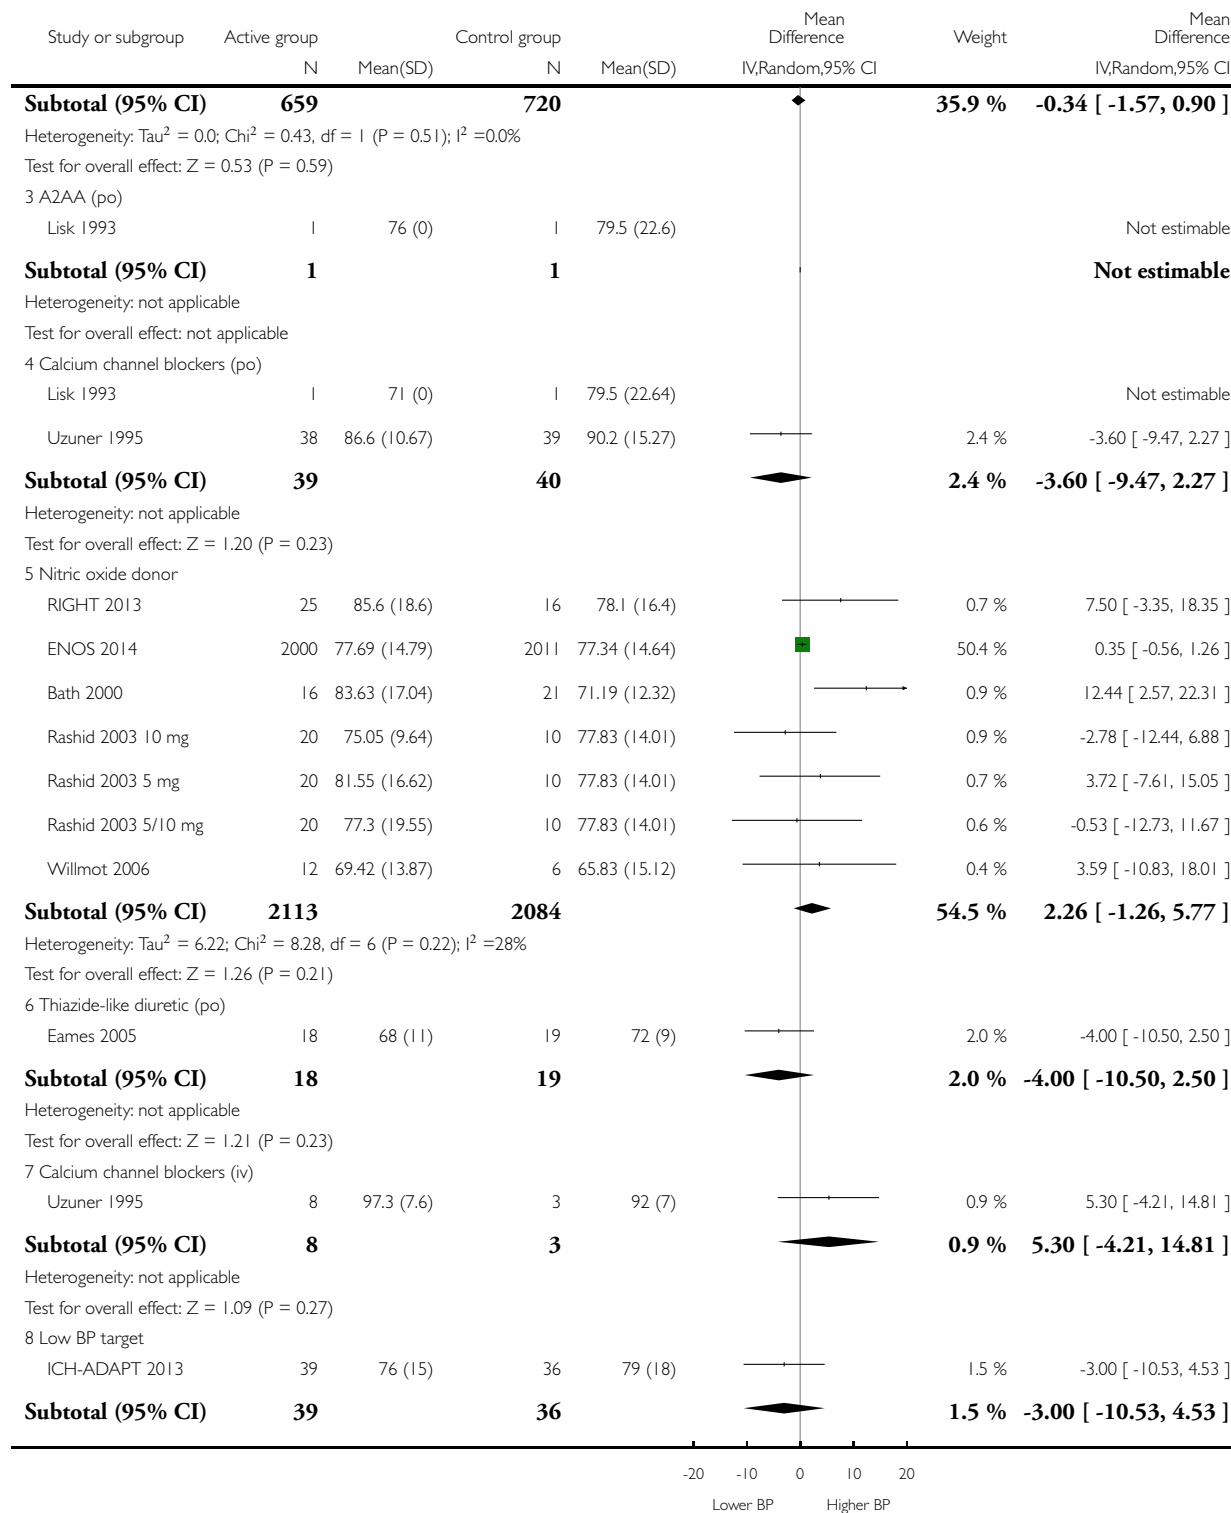 Study or subgroup Active group Control group Mean Difference Weight Mean Difference
N Mean(SD) N Mean(SD) IV,Random,95% CI IV,Random,95% CI
Subtotal (95% CI) 659 720 35.9 % -0.34 [ -1.57, 0.90 ]
Heterogeneity: Tau² = 0.0; Chi² = 0.43, df = 1 (P = 0.51); I² =0.0%
Test for overall effect: Z = 0.53 (P = 0.59)
3 A2AA (po)
Lisk 1993 1 76 (0) 1 79.5 (22.6) Not estimable
Subtotal (95% CI) 1 1 Not estimable
Heterogeneity: not applicable
Test for overall effect: not applicable
4 Calcium channel blockers (po)
Lisk 1993 1 71 (0) 1 79.5 (22.64) Not estimable
Uzuner 1995 38 86.6 (10.67) 39 90.2 (15.27) 2.4 % -3.60 [ -9.47, 2.27 ]
Subtotal (95% CI) 39 40 2.4 % -3.60 [ -9.47, 2.27 ]
Heterogeneity: not applicable
Test for overall effect: Z = 1.20 (P = 0.23)
5 Nitric oxide donor
RIGHT 2013 25 85.6 (18.6) 16 78.1 (16.4) 0.7 % 7.50 [ -3.35, 18.35 ]
ENOS 2014 2000 77.69 (14.79) 2011 77.34 (14.64) 50.4 % 0.35 [ -0.56, 1.26 ]
Bath 2000 16 83.63 (17.04) 21 71.19 (12.32) 0.9 % 12.44 [ 2.57, 22.31 ]
Rashid 2003 10 mg 20 75.05 (9.64) 10 77.83 (14.01) 0.9 % -2.78 [ -12.44, 6.88 ]
Rashid 2003 5 mg 20 81.55 (16.62) 10 77.83 (14.01) 0.7 % 3.72 [ -7.61, 15.05 ]
Rashid 2003 5/10 mg 20 77.3 (19.55) 10 77.83 (14.01) 0.6 % -0.53 [ -12.73, 11.67 ]
Willmot 2006 12 69.42 (13.87) 6 65.83 (15.12) 0.4 % 3.59 [ -10.83, 18.01 ]
Subtotal (95% CI) 2113 2084 54.5 % 2.26 [ -1.26, 5.77 ]
Heterogeneity: Tau² = 6.22; Chi² = 8.28, df = 6 (P = 0.22); I² =28%
Test for overall effect: Z = 1.26 (P = 0.21)
6 Thiazide-like diuretic (po)
Eames 2005 18 68 (11) 19 72 (9) 2.0 % -4.00 [ -10.50, 2.50 ]
Subtotal (95% CI) 18 19 2.0 % -4.00 [ -10.50, 2.50 ]
Heterogeneity: not applicable
Test for overall effect: Z = 1.21 (P = 0.23)
7 Calcium channel blockers (iv)
Uzuner 1995 8 97.3 (7.6) 3 92 (7) 0.9 % 5.30 [ -4.21, 14.81 ]
Subtotal (95% CI) 8 3 0.9 % 5.30 [ -4.21, 14.81 ]
Heterogeneity: not applicable
Test for overall effect: Z = 1.09 (P = 0.27)
8 Low BP target
ICH-ADAPT 2013 39 76 (15) 36 79 (18) 1.5 % -3.00 [ -10.53, 4.53 ]
Subtotal (95% CI) 39 36 1.5 % -3.00 [ -10.53, 4.53 ]
-20 -10 0 10 20
Lower BP Higher BP